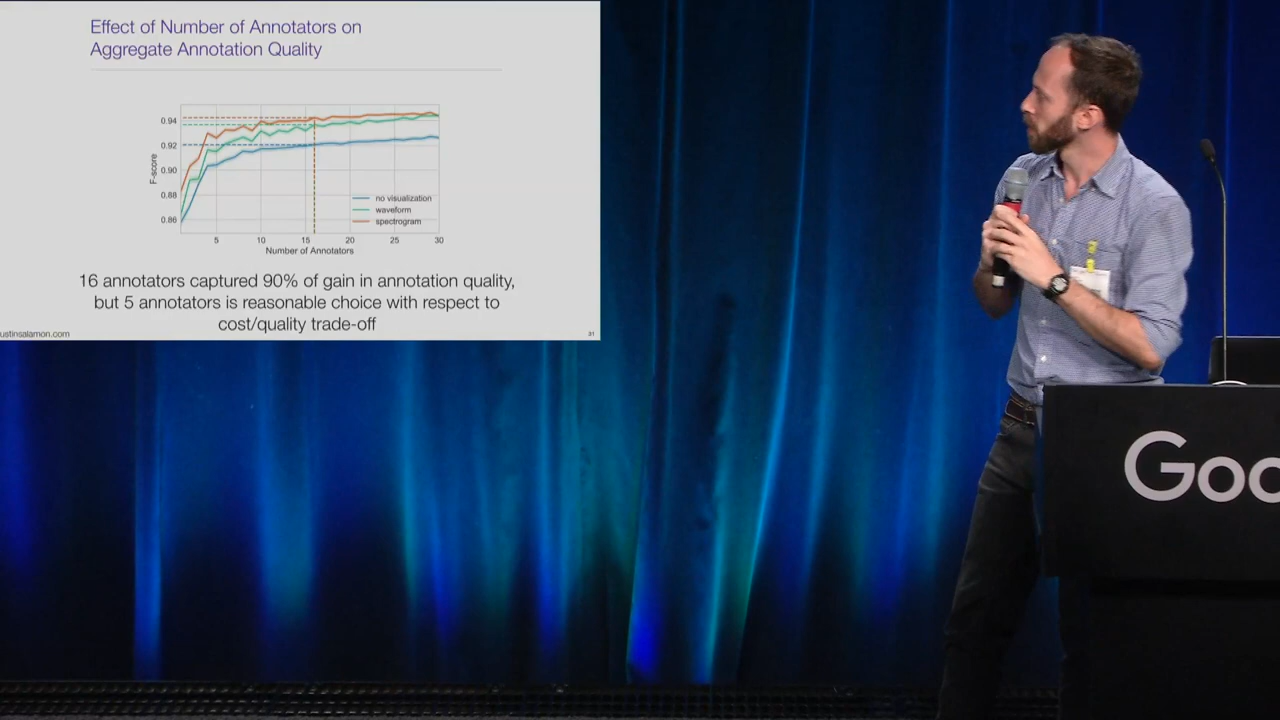 Effect of Number of Annotators on
Aggregate Annotation Quality
0.94
0.92
0.90
0.88
0.86
F-score
no visualization
waveform
spectrogram
5 10 15 20 25 30
Number of Annotators
16 annotators captured 90% of gain in annotation quality,
but 5 annotators is reasonable choice with respect to
cost/quality trade-off
ustinsalamon.com
31
Goo